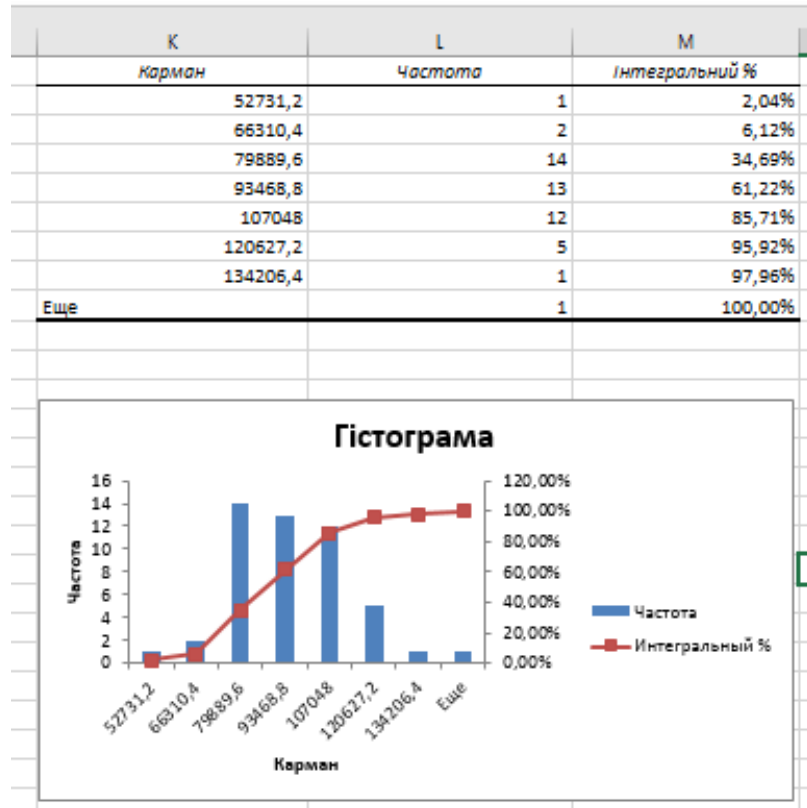 K L M
Карман Частота Інтегральний %
52731,2 1 2,04%
66310,4 2 6,12%
79889,6 14 34,69%
93468,8 13 61,22%
107048 12 85,71%
120627,2 5 95,92%
134206,4 1 97,96%
Еще 1 100,00%
Гістограма
16 120,00%
14 100,00%
12 80,00%
10 60,00%
8 40,00%
6 20,00%
4 0,00%
2
0
Частота
Частота
Интегральный %
52731,2 66310,4 79889,6 93468,8 107048 120627,2 134206,4 Еще
Карман